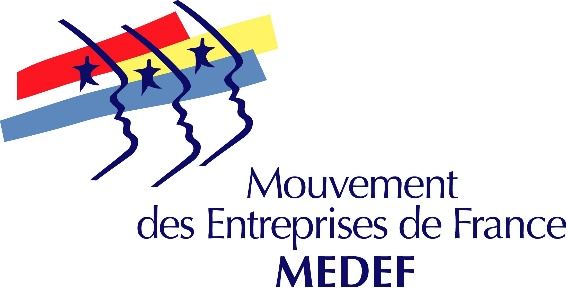 Mouvement
des Entreprises de France
MEDEF